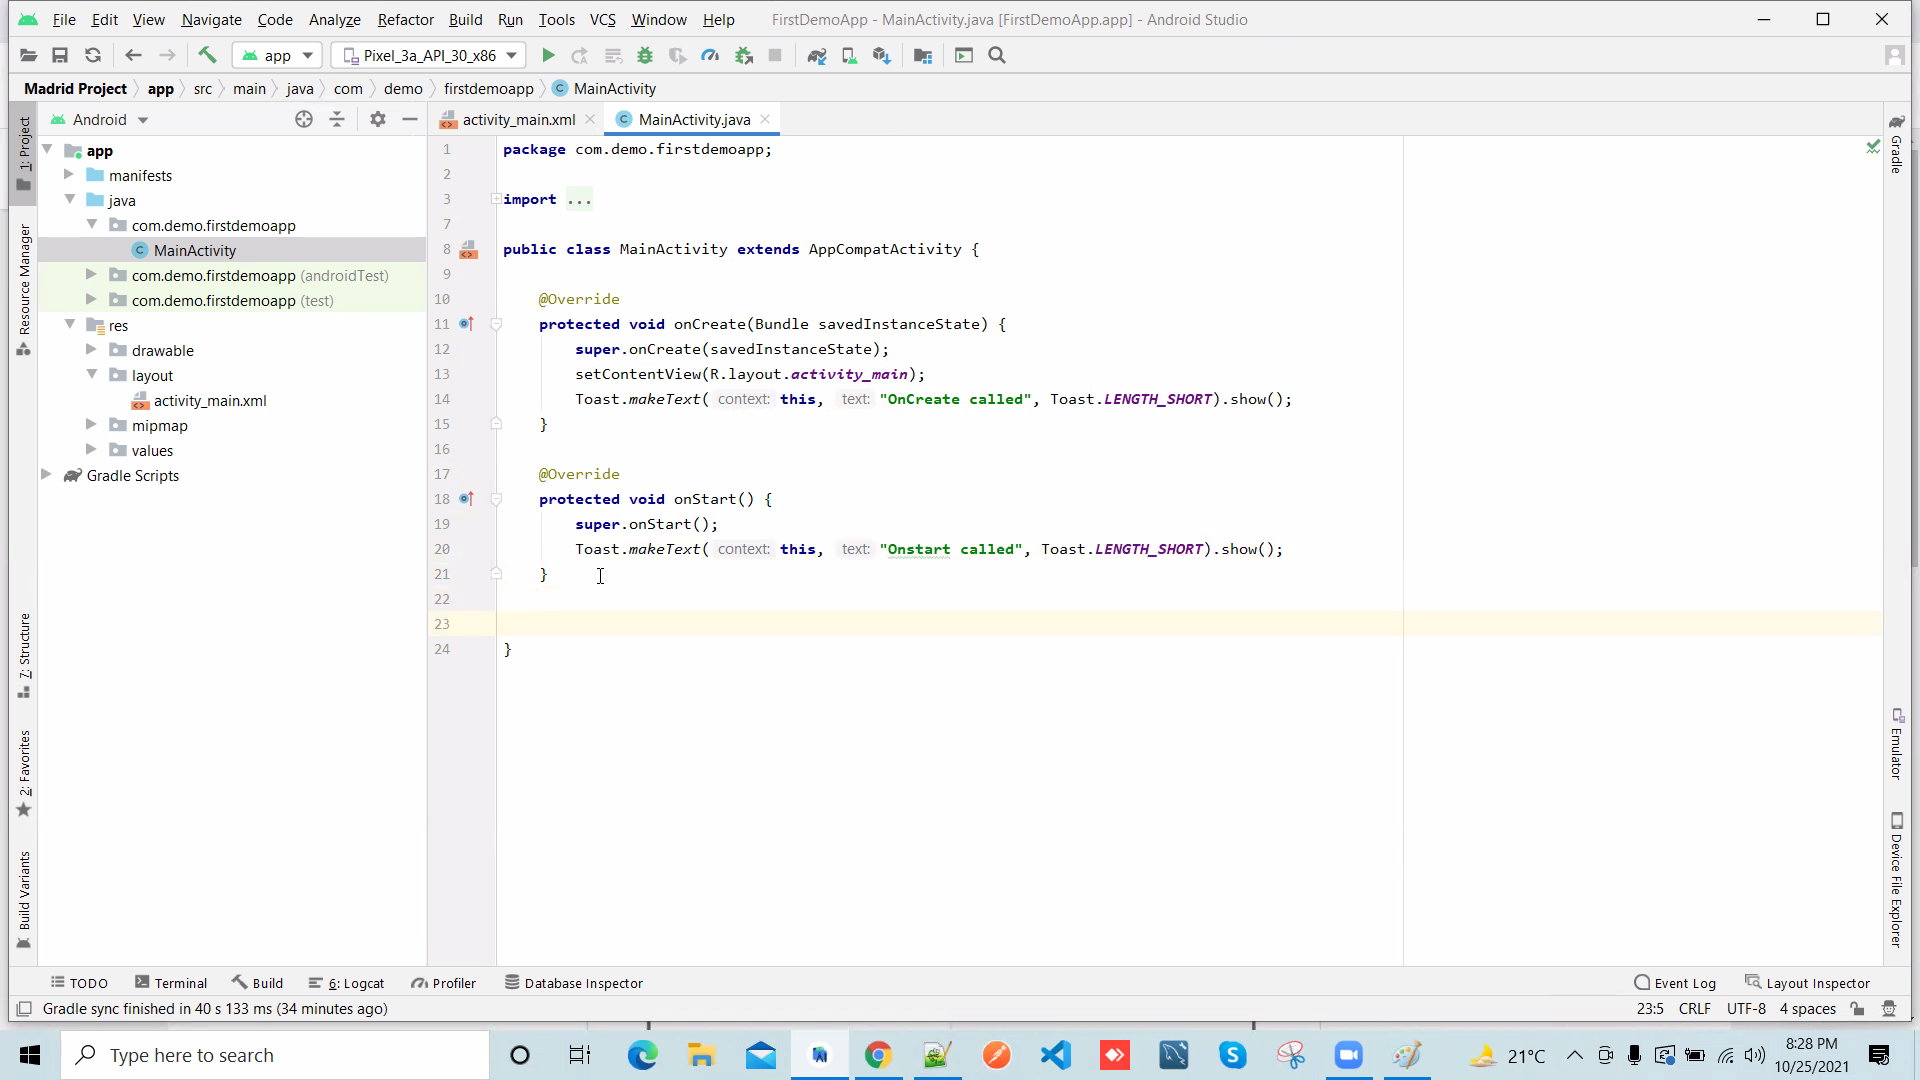 File Edit View Navigate Code Analyze Refactor Build Run Tools VCS Window Help FirstDemoApp - MainActivity.java [FirstDemoApp.app] - Android Studio
app Pixel_3a_API_30_x86
Madrid Project app src main java com demo firstdemoapp MainActivity
Android
activity_main.xml
MainActivity.java
1: Project
Resource Manager
7: Structure
2: Favorites
Build Variants
app
manifests
java
com.demo.firstdemoapp
MainActivity
com.demo.firstdemoapp (androidTest)
com.demo.firstdemoapp (test)
res
drawable
layout
activity_main.xml
mipmap
values
Gradle Scripts
1 package com.demo.firstdemoapp;
2
3 import ...
7
8 public class MainActivity extends AppCompatActivity {
9
10 @Override
11 protected void onCreate(Bundle savedInstanceState) {
12 super.onCreate(savedInstanceState);
13 setContentView(R.layout.activity_main);
14 Toast.makeText( context: this, text: "OnCreate called", Toast.LENGTH_SHORT).show();
15 }
16
17 @Override
18 protected void onStart() {
19 super.onStart();
20 Toast.makeText( context: this, text: "Onstart called", Toast.LENGTH_SHORT).show();
21 }
22
23
24 }
Gradle
Emulator
Device File Explorer
TODO Terminal Build 6: Logcat Profiler Database Inspector Event Log Layout Inspector
Gradle sync finished in 40 s 133 ms (34 minutes ago) 23:5 CRLF UTF-8 4 spaces
Type here to search
21°C
8:28 PM
10/25/2021